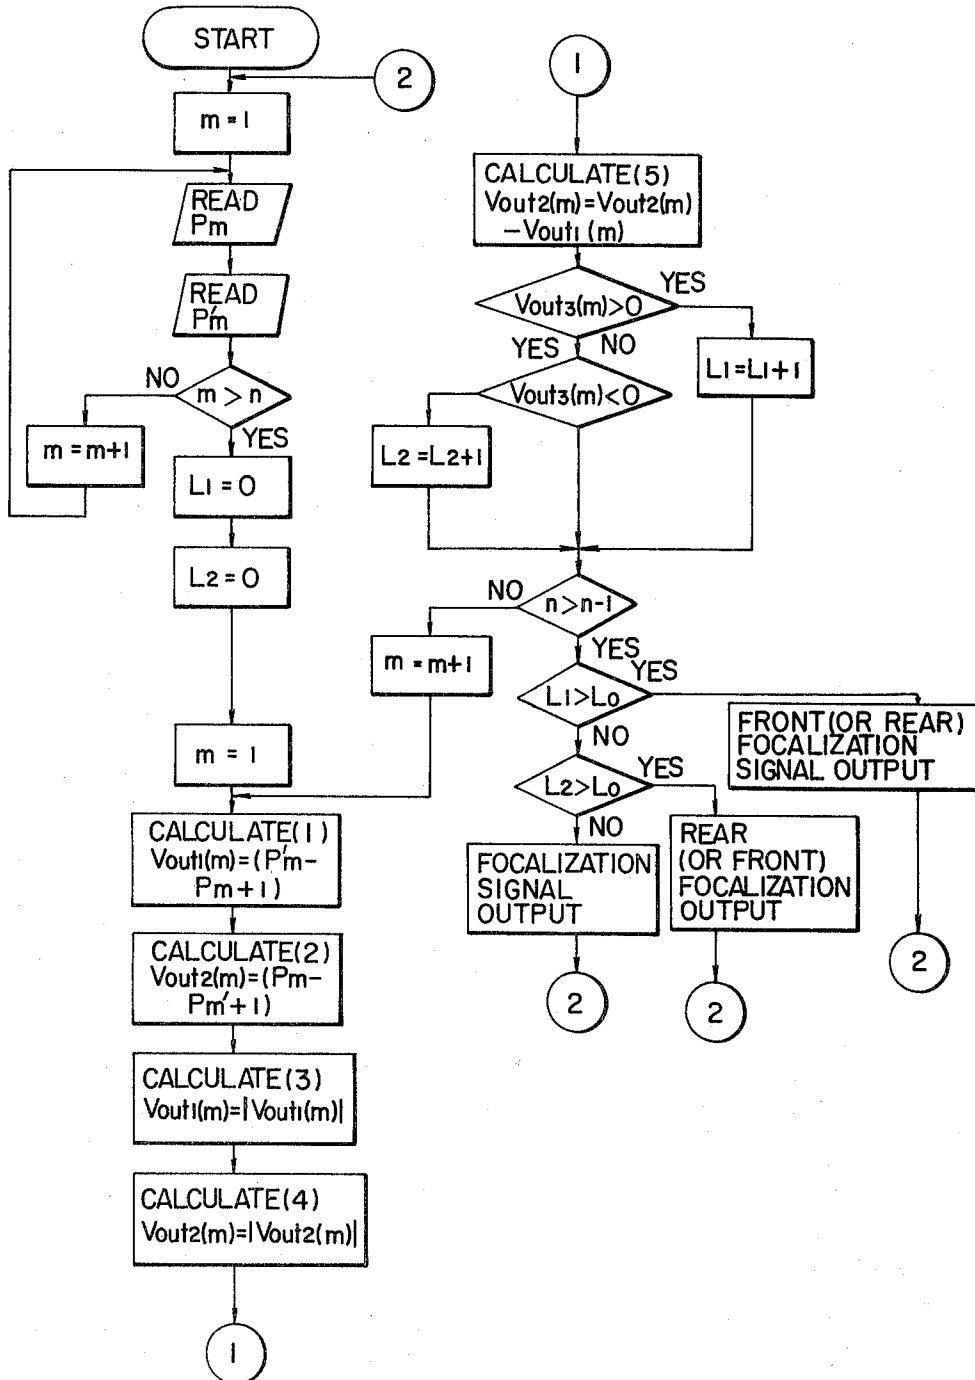 START
2
m = 1
READ
Pm
READ
P'm
NO
m > n
YES
m = m+1
L1 = 0
L2 = 0
m = 1
CALCULATE(1)
Vout1(m)=(P'm-
Pm+1)
CALCULATE(2)
Vout2(m)=(Pm-
Pm'+1)
CALCULATE(3)
Vout1(m)=|Vout1(m)|
CALCULATE(4)
Vout2(m)=|Vout2(m)|
1
1
CALCULATE(5)
Vout2(m)=Vout2(m)
-Vout1(m)
YES
Vout3(m)>0
YES
NO
L1=L1+1
Vout3(m)<0
L2=L2+1
NO
n>n-1
YES
m = m+1
YES
L1>Lo
NO
L2>Lo
YES
NO
FRONT(OR REAR)
FOCALIZATION
SIGNAL OUTPUT
FOCALIZATION
SIGNAL
OUTPUT
REAR
(OR FRONT)
FOCALIZATION
OUTPUT
2
2
2